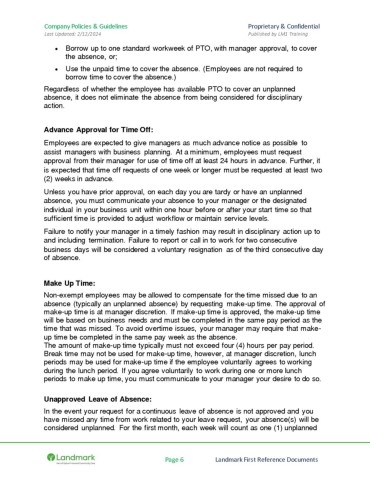 Company Policies & Guidelines Proprietary & Confidential
Last Updated: 2/12/2024 Published by LM1 Training
• Borrow up to one standard workweek of PTO, with manager approval, to cover
the absence, or;
• Use the unpaid time to cover the absence. (Employees are not required to
borrow time to cover the absence.)
Regardless of whether the employee has available PTO to cover an unplanned
absence, it does not eliminate the absence from being considered for disciplinary
action.
Advance Approval for Time Off:
Employees are expected to give managers as much advance notice as possible to
assist managers with business planning. At a minimum, employees must request
approval from their manager for use of time off at least 24 hours in advance. Further, it
is expected that time off requests of one week or longer must be requested at least two
(2) weeks in advance.
Unless you have prior approval, on each day you are tardy or have an unplanned
absence, you must communicate your absence to your manager or the designated
individual in your business unit within one hour before or after your start time so that
sufficient time is provided to adjust workflow or maintain service levels.
Failure to notify your manager in a timely fashion may result in disciplinary action up to
and including termination. Failure to report or call in to work for two consecutive
business days will be considered a voluntary resignation as of the third consecutive day
of absence.
Make Up Time:
Non-exempt employees may be allowed to compensate for the time missed due to an
absence (typically an unplanned absence) by requesting make-up time. The approval of
make-up time is at manager discretion. If make-up time is approved, the make-up time
will be based on business needs and must be completed in the same pay period as the
time that was missed. To avoid overtime issues, your manager may require that make-
up time be completed in the same pay week as the absence.
The amount of make-up time typically must not exceed four (4) hours per pay period.
Break time may not be used for make-up time, however, at manager discretion, lunch
periods may be used for make-up time if the employee voluntarily agrees to working
during the lunch period. If you agree voluntarily to work during one or more lunch
periods to make up time, you must communicate to your manager your desire to do so.
Unapproved Leave of Absence:
In the event your request for a continuous leave of absence is not approved and you
have missed any time from work related to your leave request, your absence(s) will be
considered unplanned. For the first month, each week will count as one (1) unplanned
Landmark Page 6 Landmark First Reference Documents